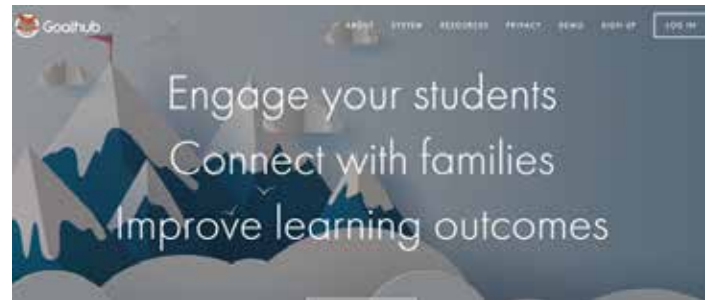 Goalhub
ABOUT SYSTEM RESOURCES PRIVACY DEMO SIGN UP LOG IN
Engage your students
Connect with families
Improve learning outcomes